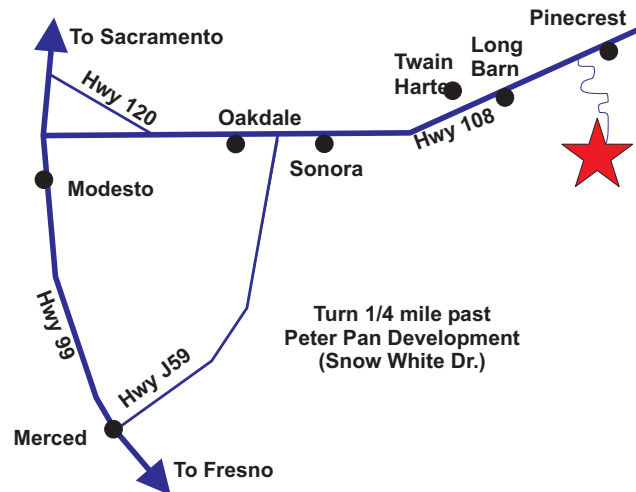 Pinecrest
To Sacramento
Long
Barn
Twain
Harte
Hwy 120
Oakdale
Hwy 108
Sonora
Modesto
Hwy 99
Turn 1/4 mile past
Peter Pan Development
(Snow White Dr.)
Hwy J59
Merced
To Fresno